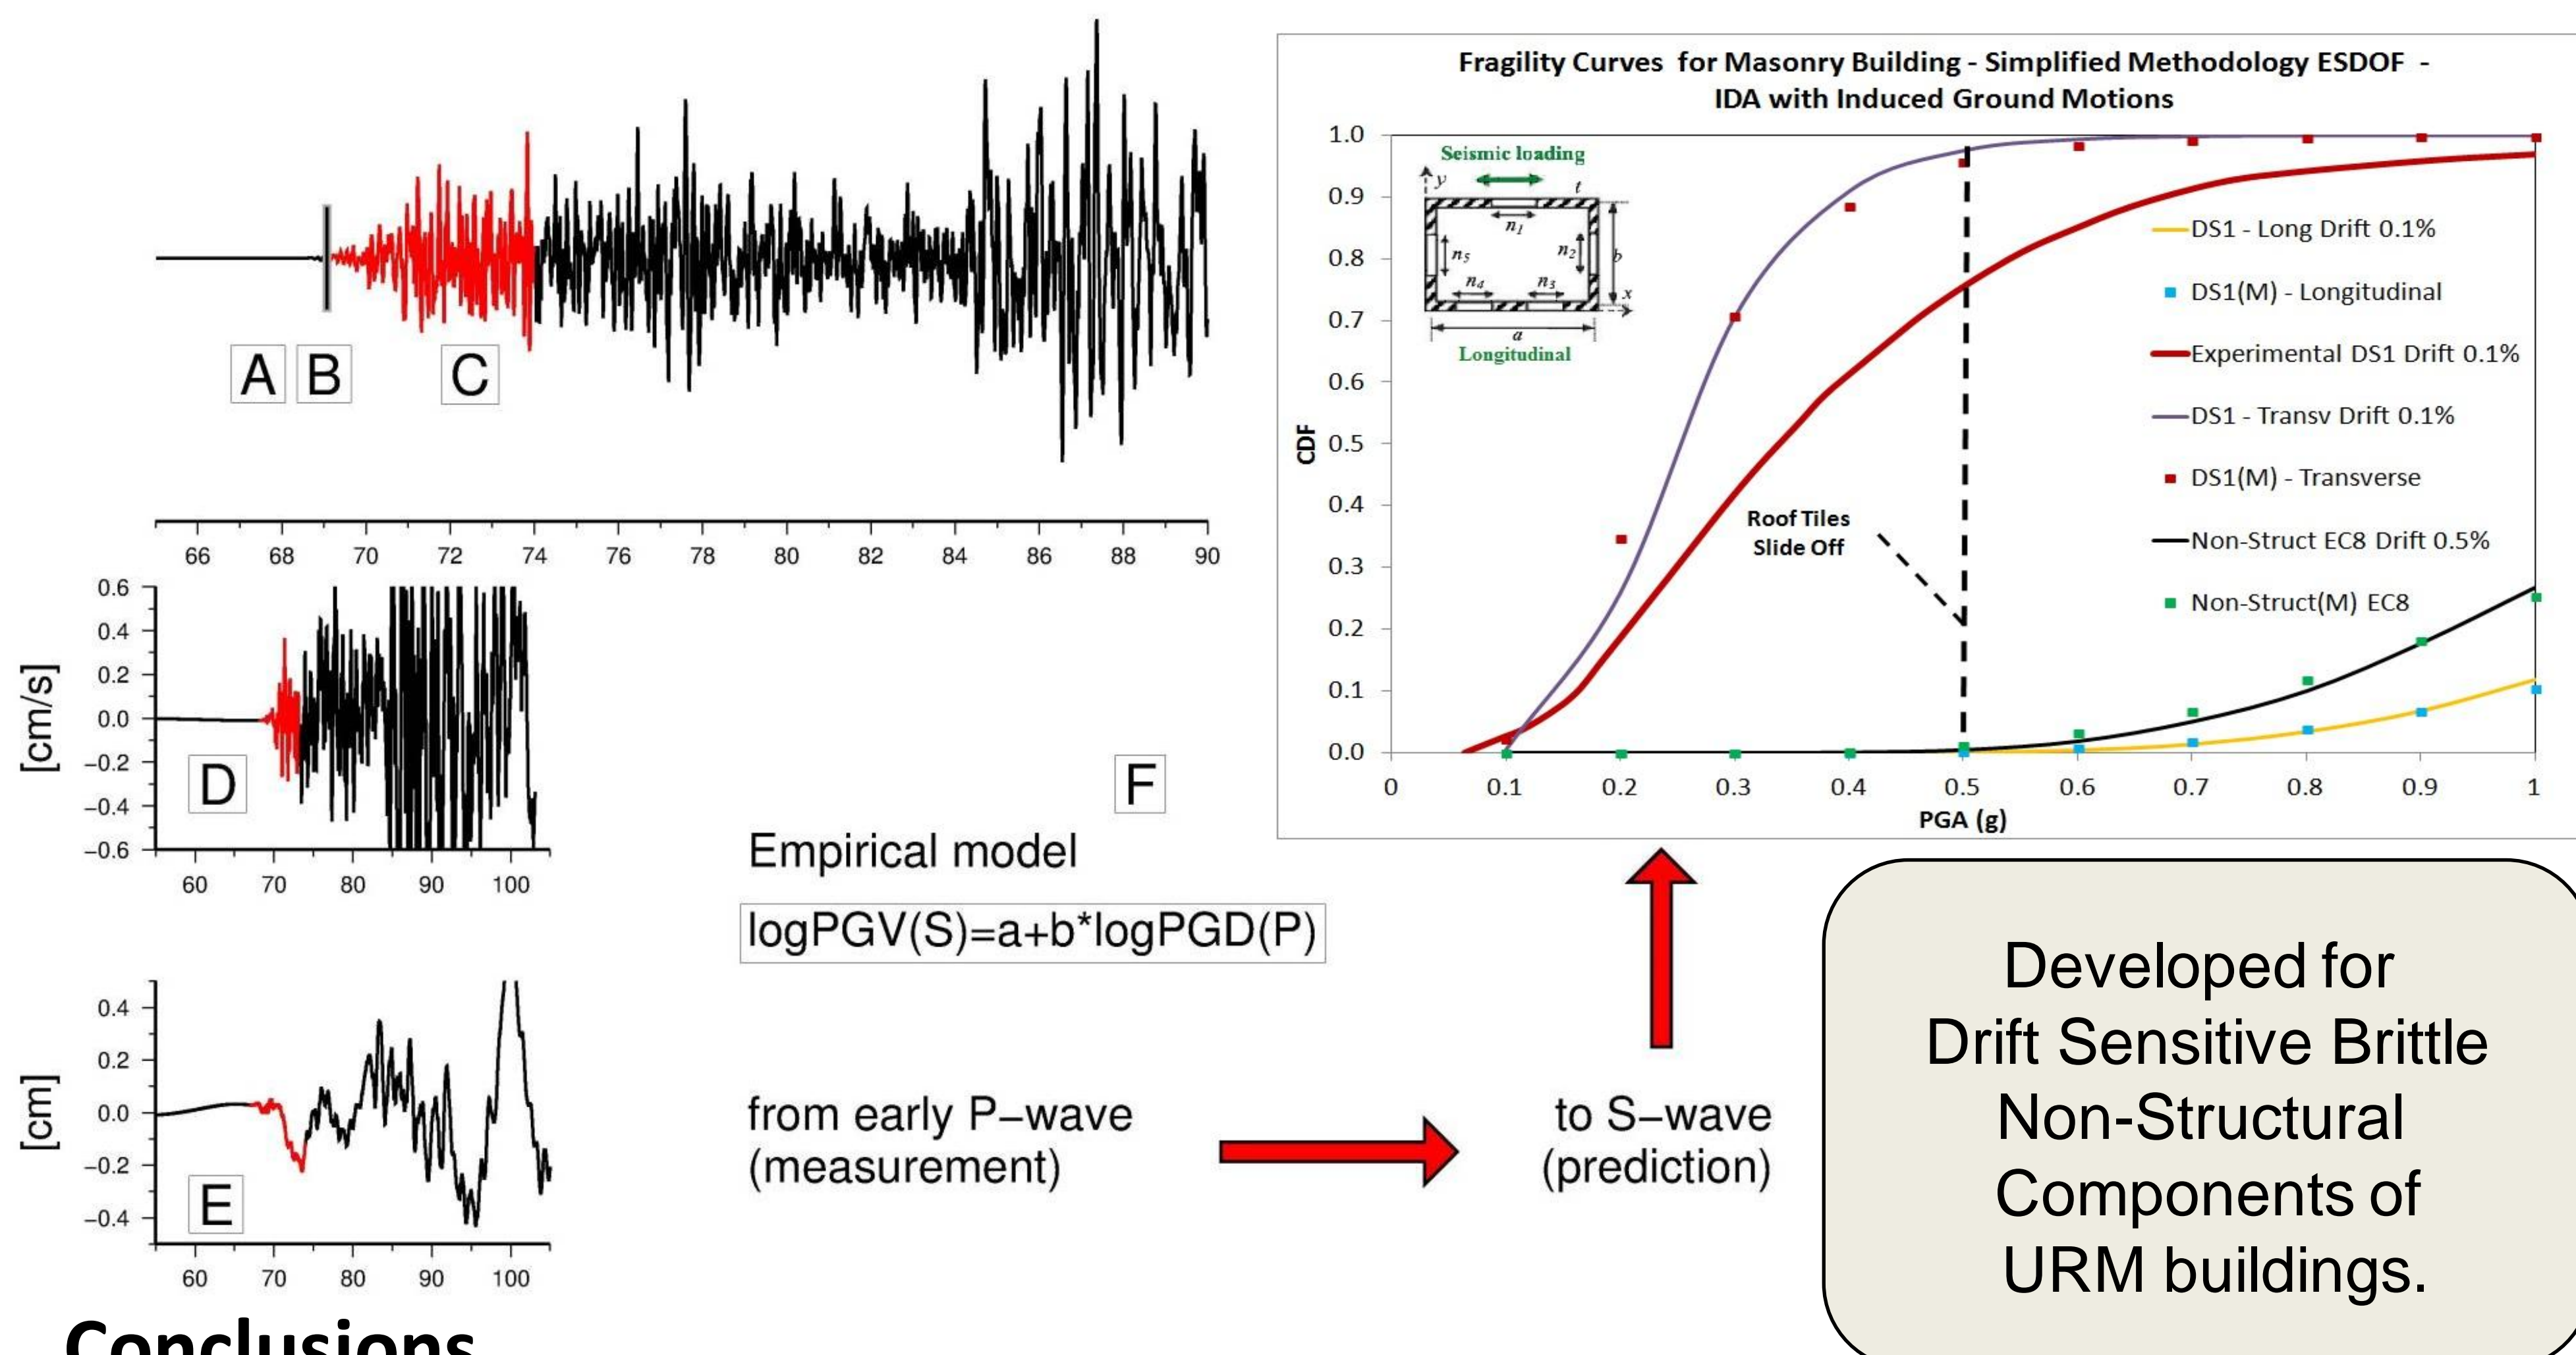 A B C
66 68 70 72 74 76 78 80 82 84 86 88 90
[cm/s]
0.6
0.4
0.2
0.0
−0.2
−0.4
−0.6
D
60 70 80 90 100
[cm]
0.4
0.2
0.0
−0.2
−0.4
E
60 70 80 90 100
F
Empirical model
logPGV(S)=a+b*logPGD(P)
from early P−wave
(measurement)
to S−wave
(prediction)
Fragility Curves for Masonry Building - Simplified Methodology ESDOF -
IDA with Induced Ground Motions
CDF
1.0
0.9
0.8
0.7
0.6
0.5
0.4
0.3
0.2
0.1
0.0
Seismic loading
y
t
n1
n5
n2
b
n4
n3
x
a
Longitudinal
Roof Tiles
Slide Off
DS1 - Long Drift 0.1%
DS1(M) - Longitudinal
Experimental DS1 Drift 0.1%
DS1 - Transv Drift 0.1%
DS1(M) - Transverse
Non-Struct EC8 Drift 0.5%
Non-Struct(M) EC8
0 0.1 0.2 0.3 0.4 0.5 0.6 0.7 0.8 0.9 1
PGA (g)
Developed for
Drift Sensitive Brittle
Non-Structural
Components of
URM buildings.
Conclusions